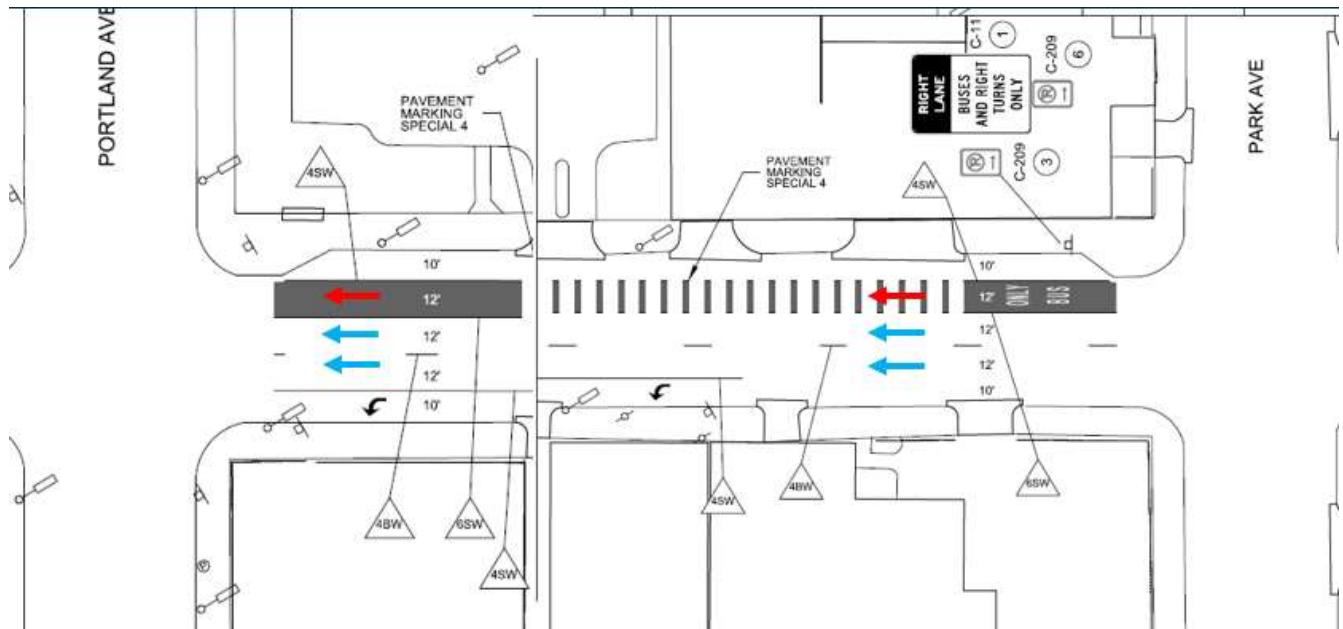 PORTLAND AVE
PAVEMENT
MARKING
SPECIAL 4
4SW
PAVEMENT
MARKING
SPECIAL 4
4SW
C-11
1
C-209
6
RIGHT
LANE
BUSES
AND RIGHT
TURNS
ONLY
C-209
3
PARK AVE
10'
12'
12'
12'
10'
10'
12'
ONLY
BUS
12'
12'
10'
4BW
6SW
4SW
4SW
4BW
6SW